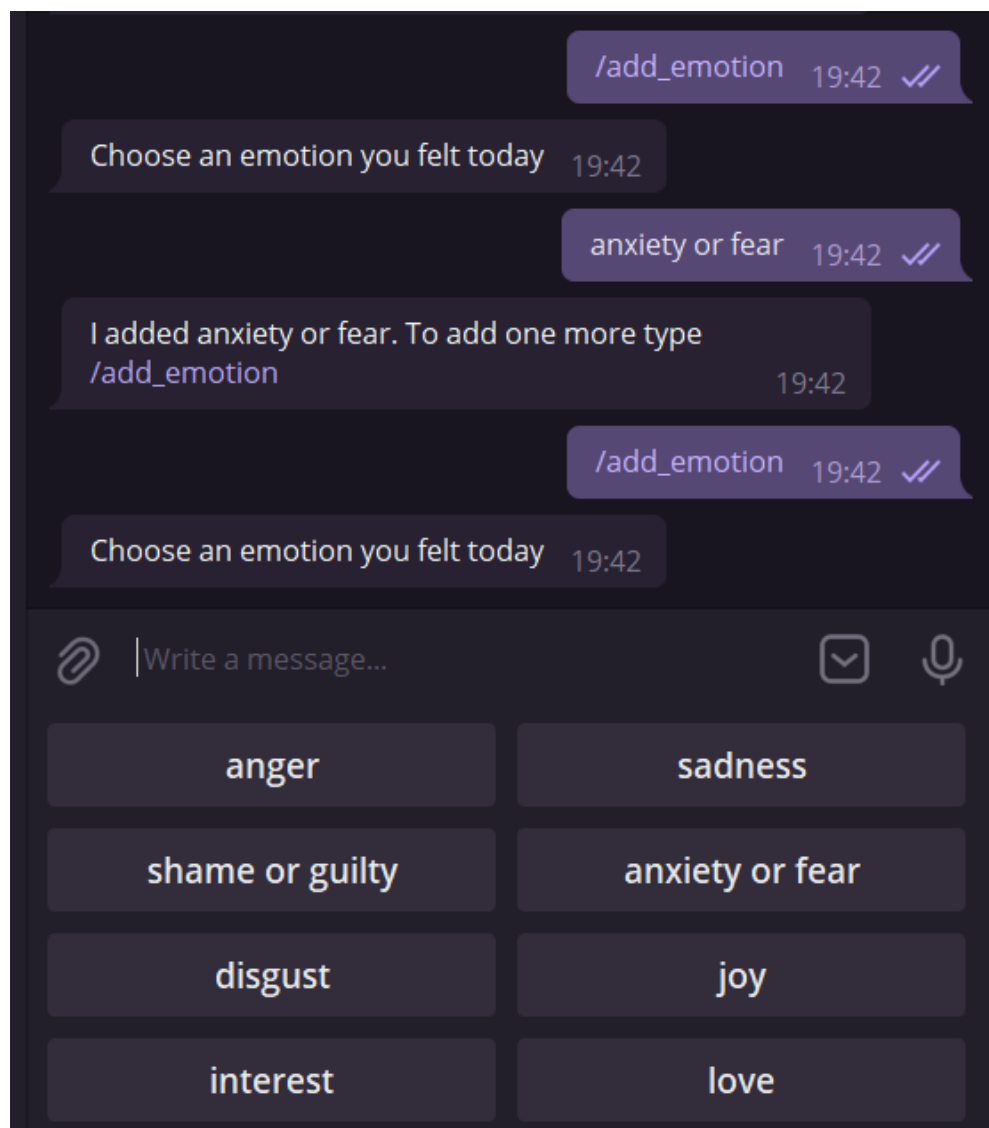 /add_emotion 19:42
Choose an emotion you felt today 19:42
anxiety or fear 19:42
I added anxiety or fear. To add one more type
/add_emotion 19:42
/add_emotion 19:42
Choose an emotion you felt today 19:42
Write a message...
anger sadness
shame or guilty anxiety or fear
disgust joy
interest love